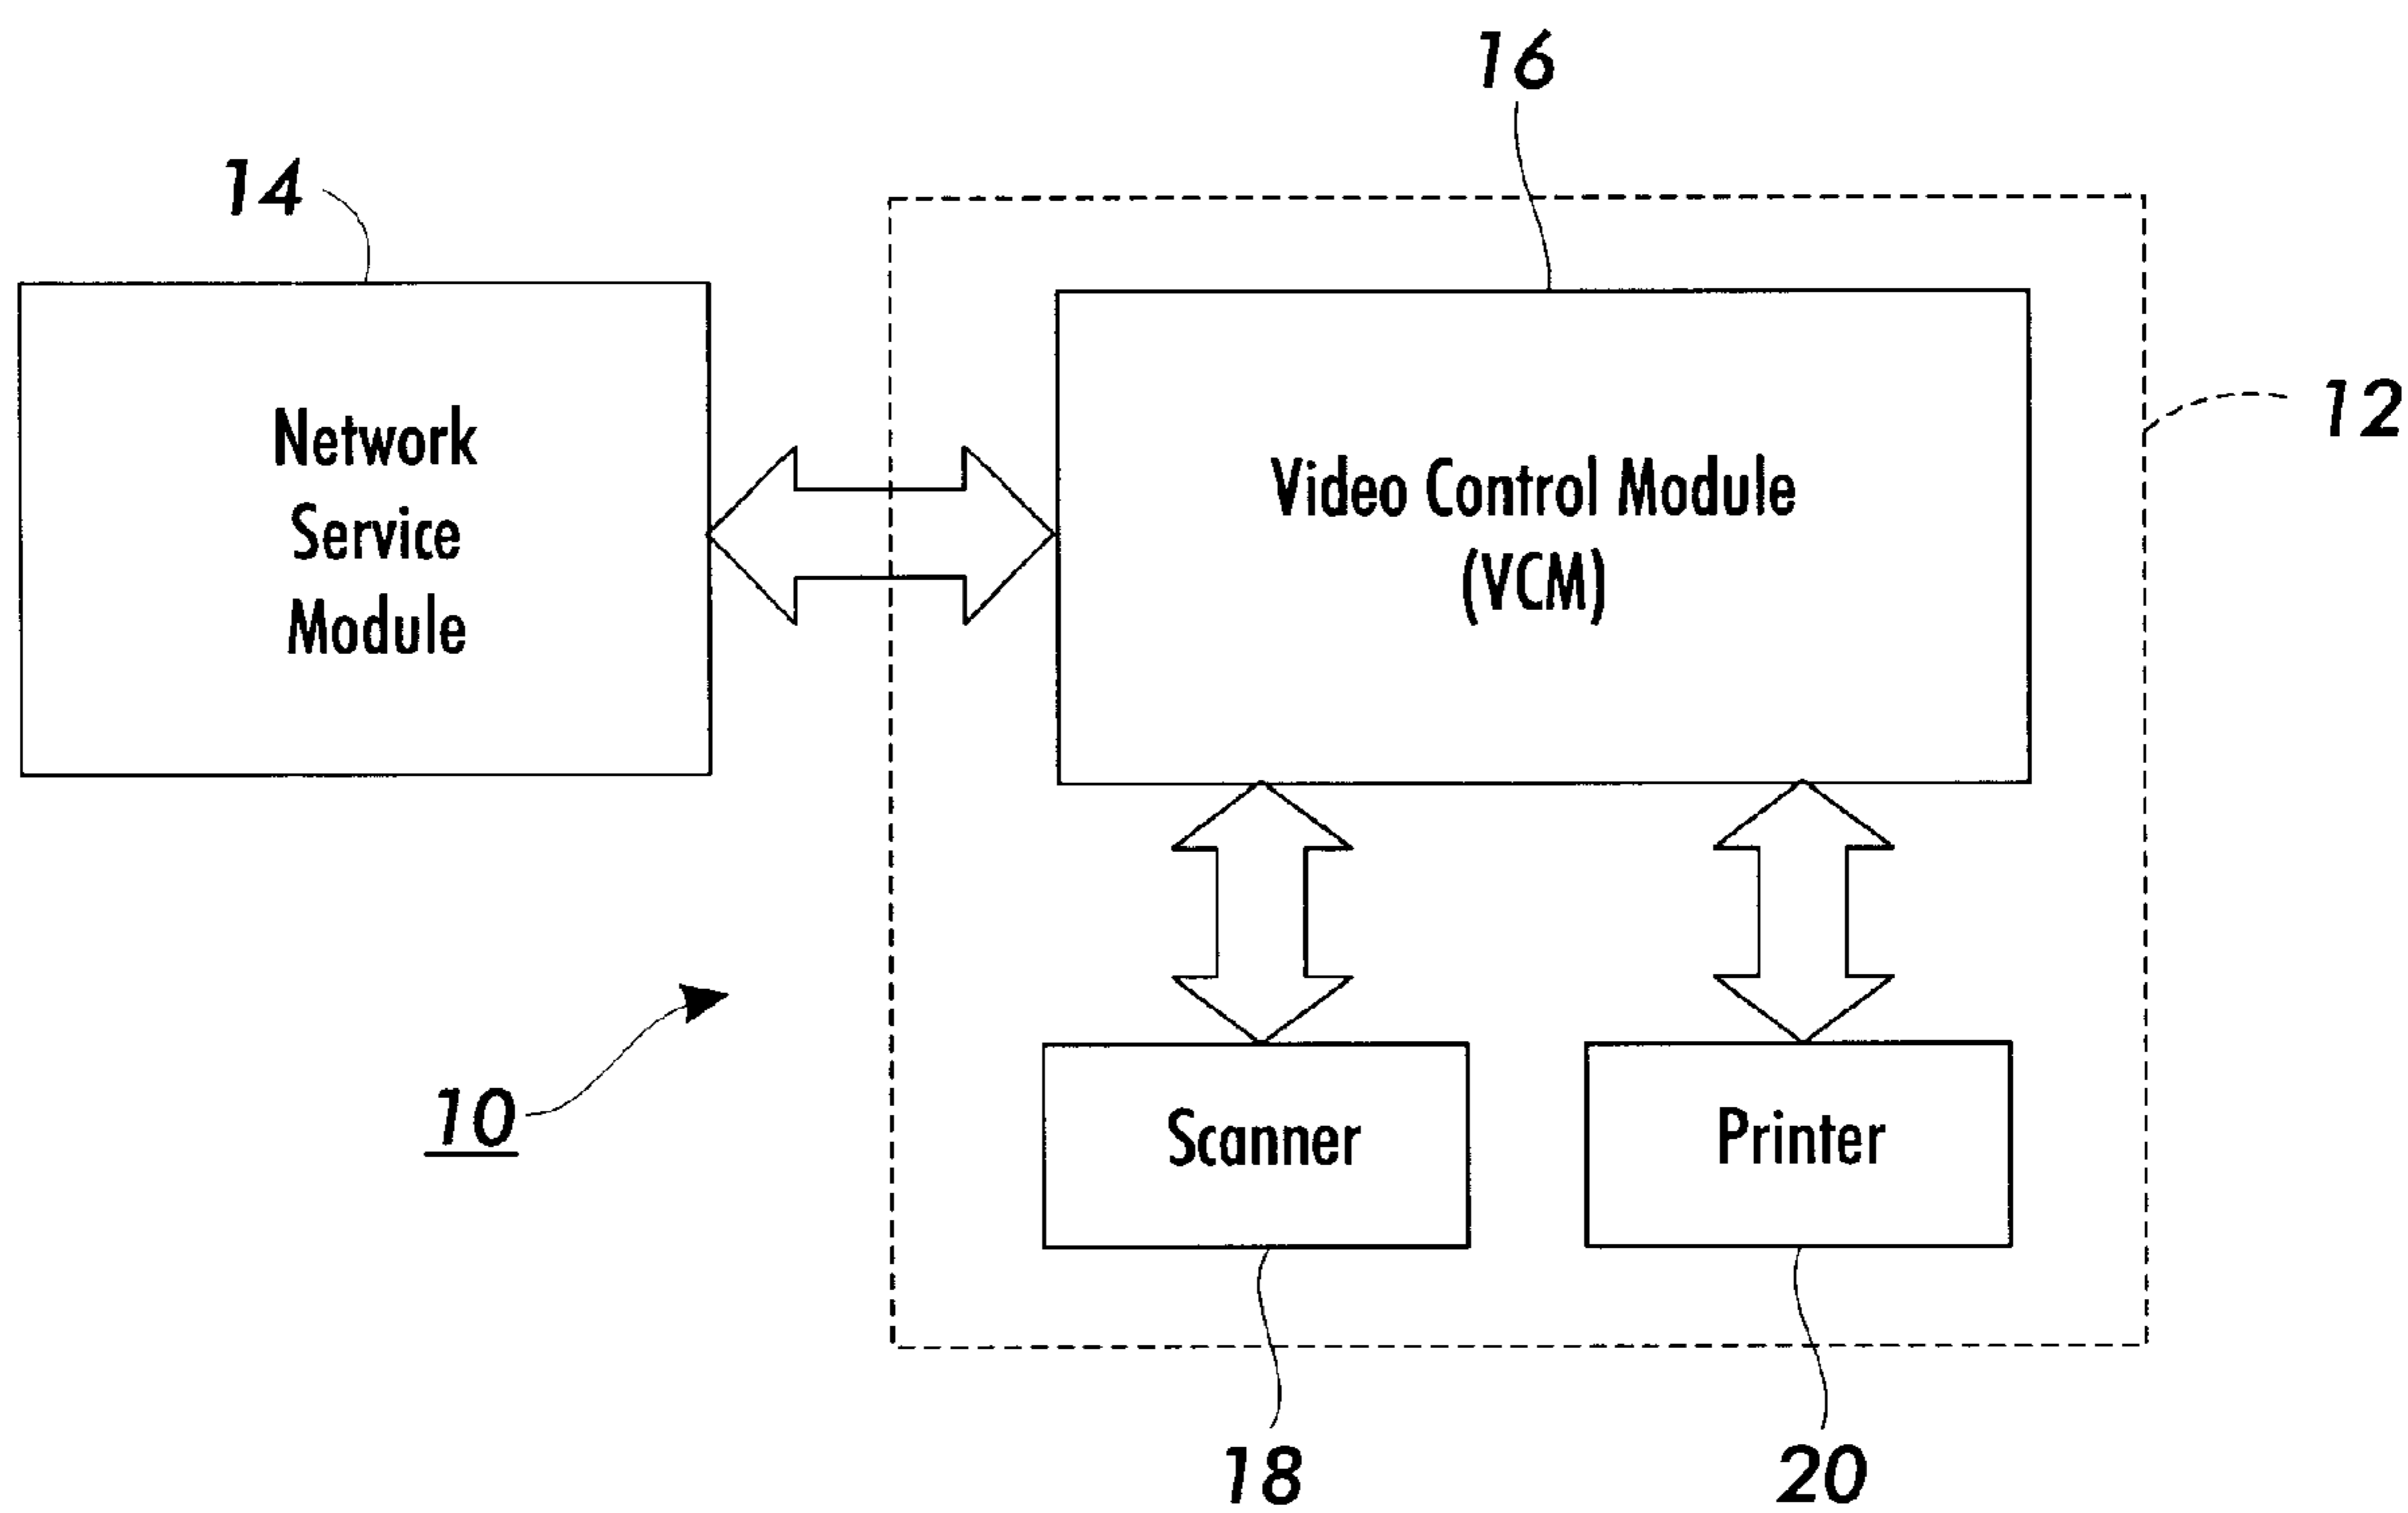 16
14
12
Network
Service
Module
Video Control Module
(VCM)
10
Scanner
Printer
18
20